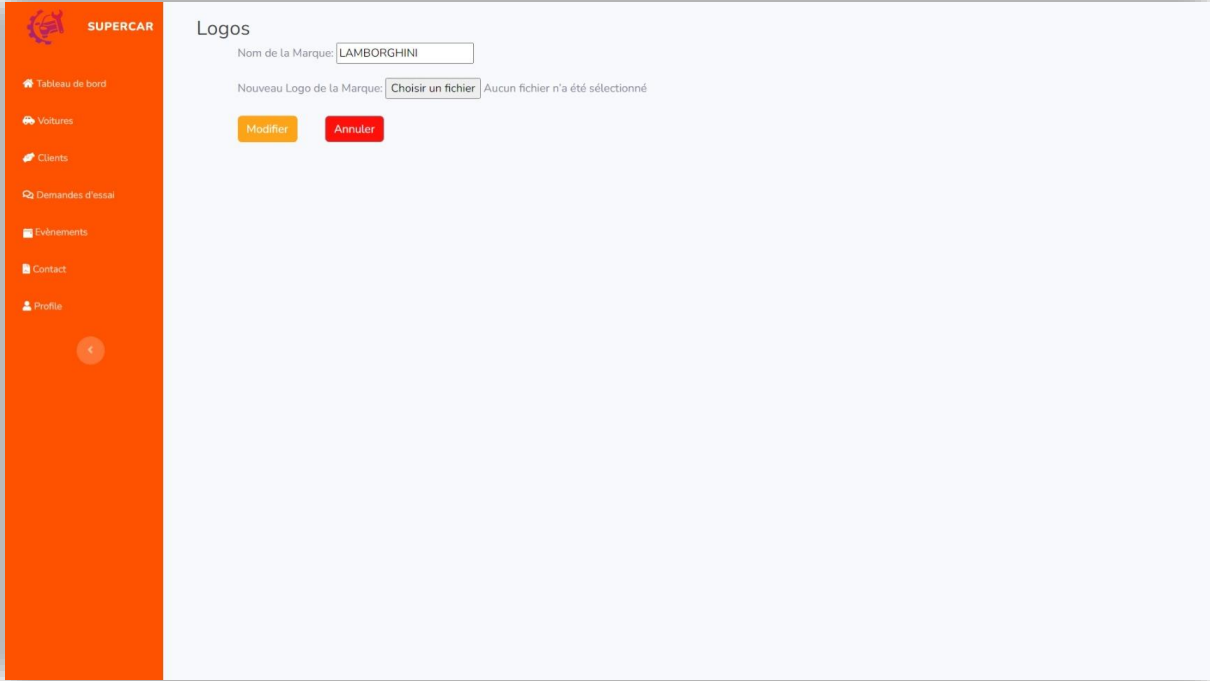 SUPERCAR
Tableau de bord
Voitures
Clients
Demandes d'essai
Evènements
Contact
Profile
Logos
Nom de la Marque: LAMBORGHINI
Nouveau Logo de la Marque: Choisir un fichier Aucun fichier n'a été sélectionné
Modifier Annuler